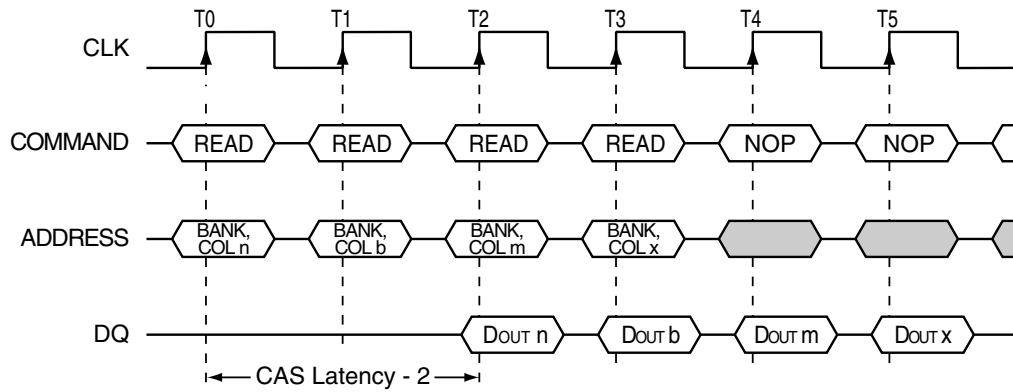 T0 T1 T2 T3 T4 T5
CLK
COMMAND READ READ READ READ NOP NOP
ADDRESS BANK, COL n BANK, COL b BANK, COL m BANK, COL x
DQ DOUT n DOUT b DOUT m DOUT x
CAS Latency - 2